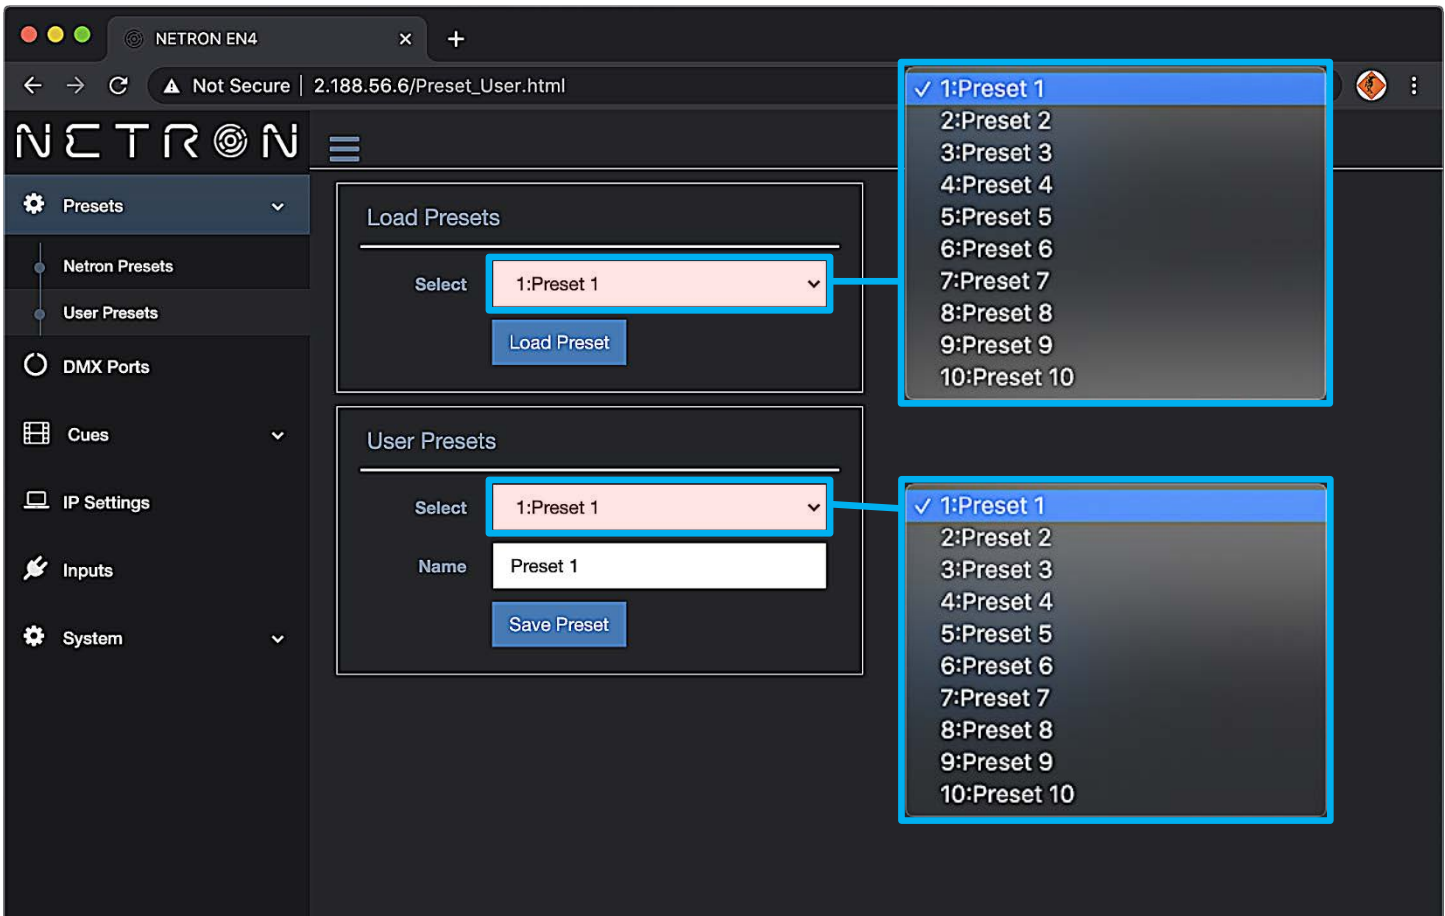 NETRON EN4
Not Secure | 2.188.56.6/Preset_User.html
NETRON
Presets
Netron Presets
User Presets
DMX Ports
Cues
IP Settings
Inputs
System
Load Presets
Select 1:Preset 1
Load Preset
User Presets
Select 1:Preset 1
Name Preset 1
Save Preset
✓ 1:Preset 1
2:Preset 2
3:Preset 3
4:Preset 4
5:Preset 5
6:Preset 6
7:Preset 7
8:Preset 8
9:Preset 9
10:Preset 10
✓ 1:Preset 1
2:Preset 2
3:Preset 3
4:Preset 4
5:Preset 5
6:Preset 6
7:Preset 7
8:Preset 8
9:Preset 9
10:Preset 10